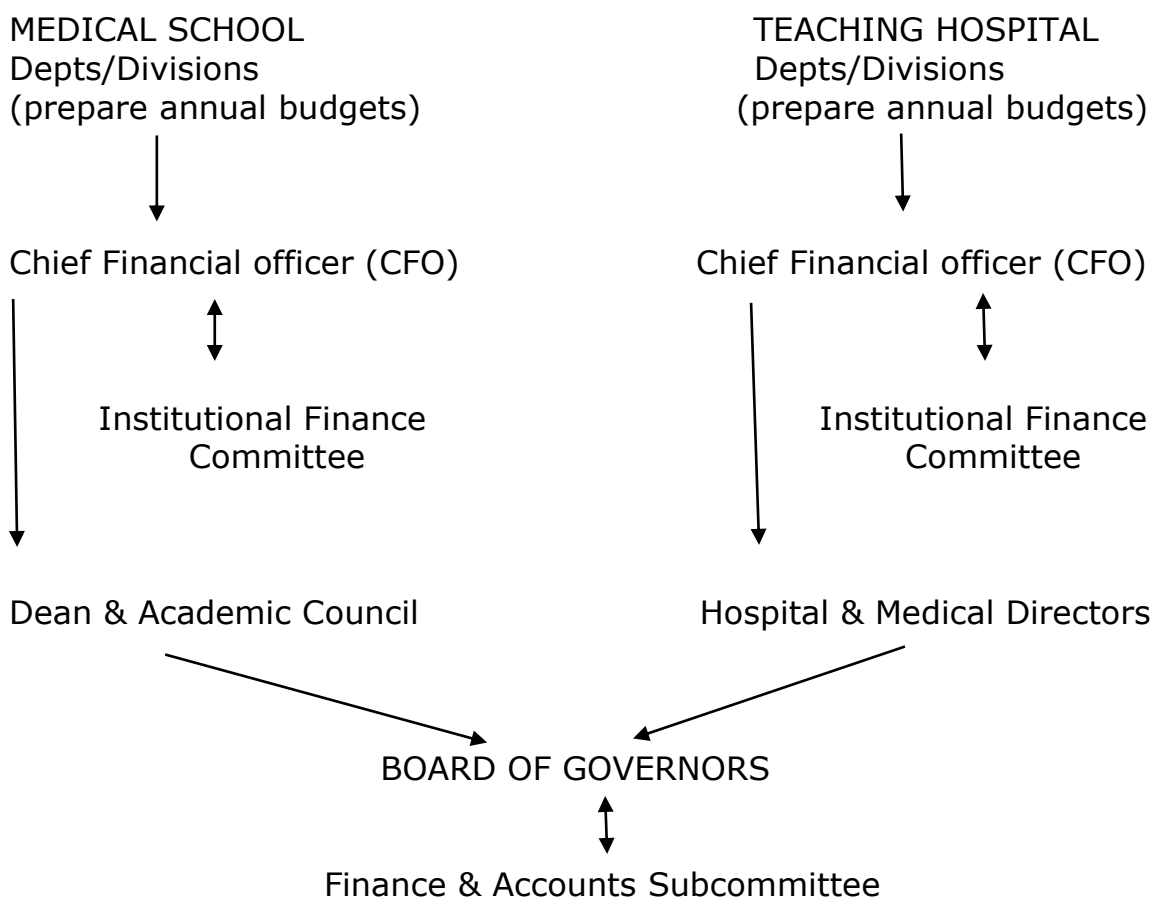 MEDICAL SCHOOL
Depts/Divisions
(prepare annual budgets)
TEACHING HOSPITAL
Depts/Divisions
(prepare annual budgets)
Chief Financial officer (CFO)
Chief Financial officer (CFO)
Institutional Finance
Committee
Institutional Finance
Committee
Dean & Academic Council
Hospital & Medical Directors
BOARD OF GOVERNORS
Finance & Accounts Subcommittee